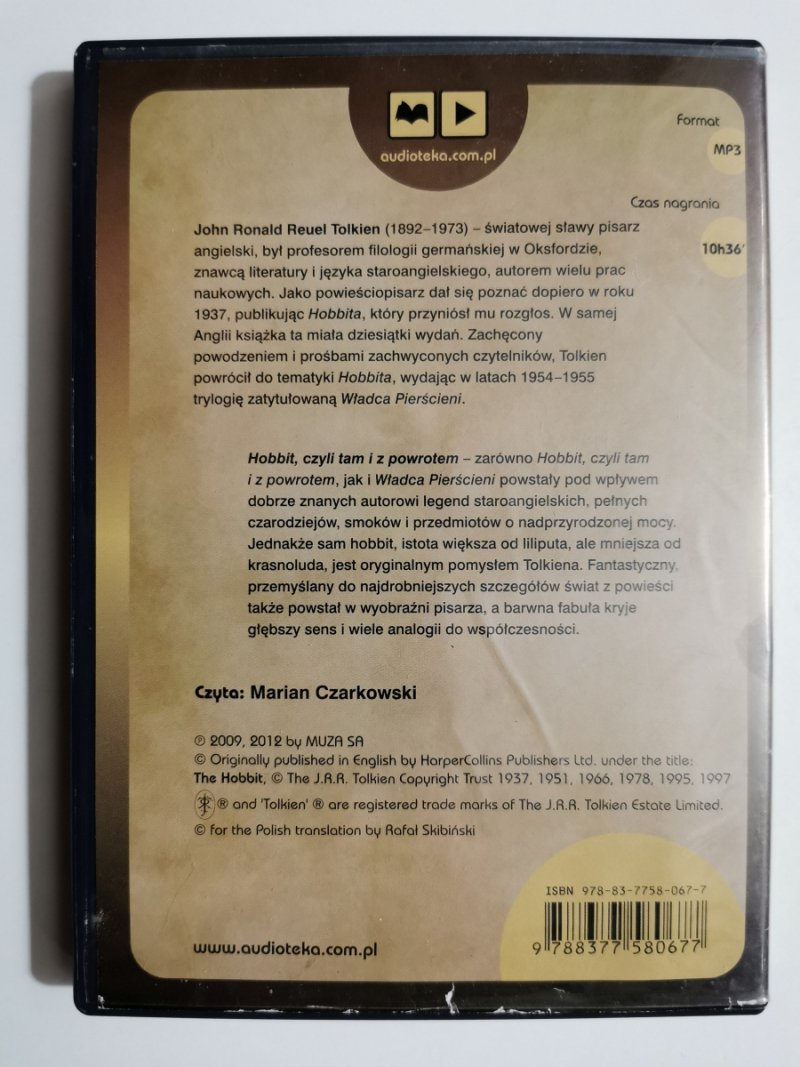 audioteka.com.pl
Format
MP3
Czas nagrania
10h36'
John Ronald Reuel Tolkien (1892–1973) – światowej sławy pisarz
angielski, był profesorem filologii germańskiej w Oksfordzie,
znawcą literatury i języka staroangielskiego, autorem wielu prac
naukowych. Jako powieściopisarz dał się poznać dopiero w roku
1937, publikując Hobbita, który przyniósł mu rozgłos. W samej
Anglii książka ta miała dziesiątki wydań. Zachęcony
powodzeniem i prośbami zachwyconych czytelników, Tolkien
powrócił do tematyki Hobbita, wydając w latach 1954–1955
trylogię zatytułowaną Władca Pierścieni.
Hobbit, czyli tam i z powrotem – zarówno Hobbit, czyli tam
i z powrotem, jak i Władca Pierścieni powstały pod wpływem
dobrze znanych autorowi legend staroangielskich, pełnych
czarodziejów, smoków i przedmiotów o nadprzyrodzonej mocy.
Jednakże sam hobbit, istota większa od liliputa, ale mniejsza od
krasnoluda, jest oryginalnym pomysłem Tolkiena. Fantastyczny,
przemyślany do najdrobniejszych szczegółów świat z powieści
także powstał w wyobraźni pisarza, a barwna fabuła kryje
głębszy sens i wiele analogii do współczesności.
Czyta: Marian Czarkowski
℗ 2009, 2012 by MUZA SA
© Originally published in English by HarperCollins Publishers Ltd. under the title:
The Hobbit, © The J.R.R. Tolkien Copyright Trust 1937, 1951, 1966, 1978, 1995, 1997
® and 'Tolkien' ® are registered trade marks of The J.R.R. Tolkien Estate Limited.
© for the Polish translation by Rafał Skibiński
ISBN 978-83-7758-067-7
9 788377 580677
www.audioteka.com.pl